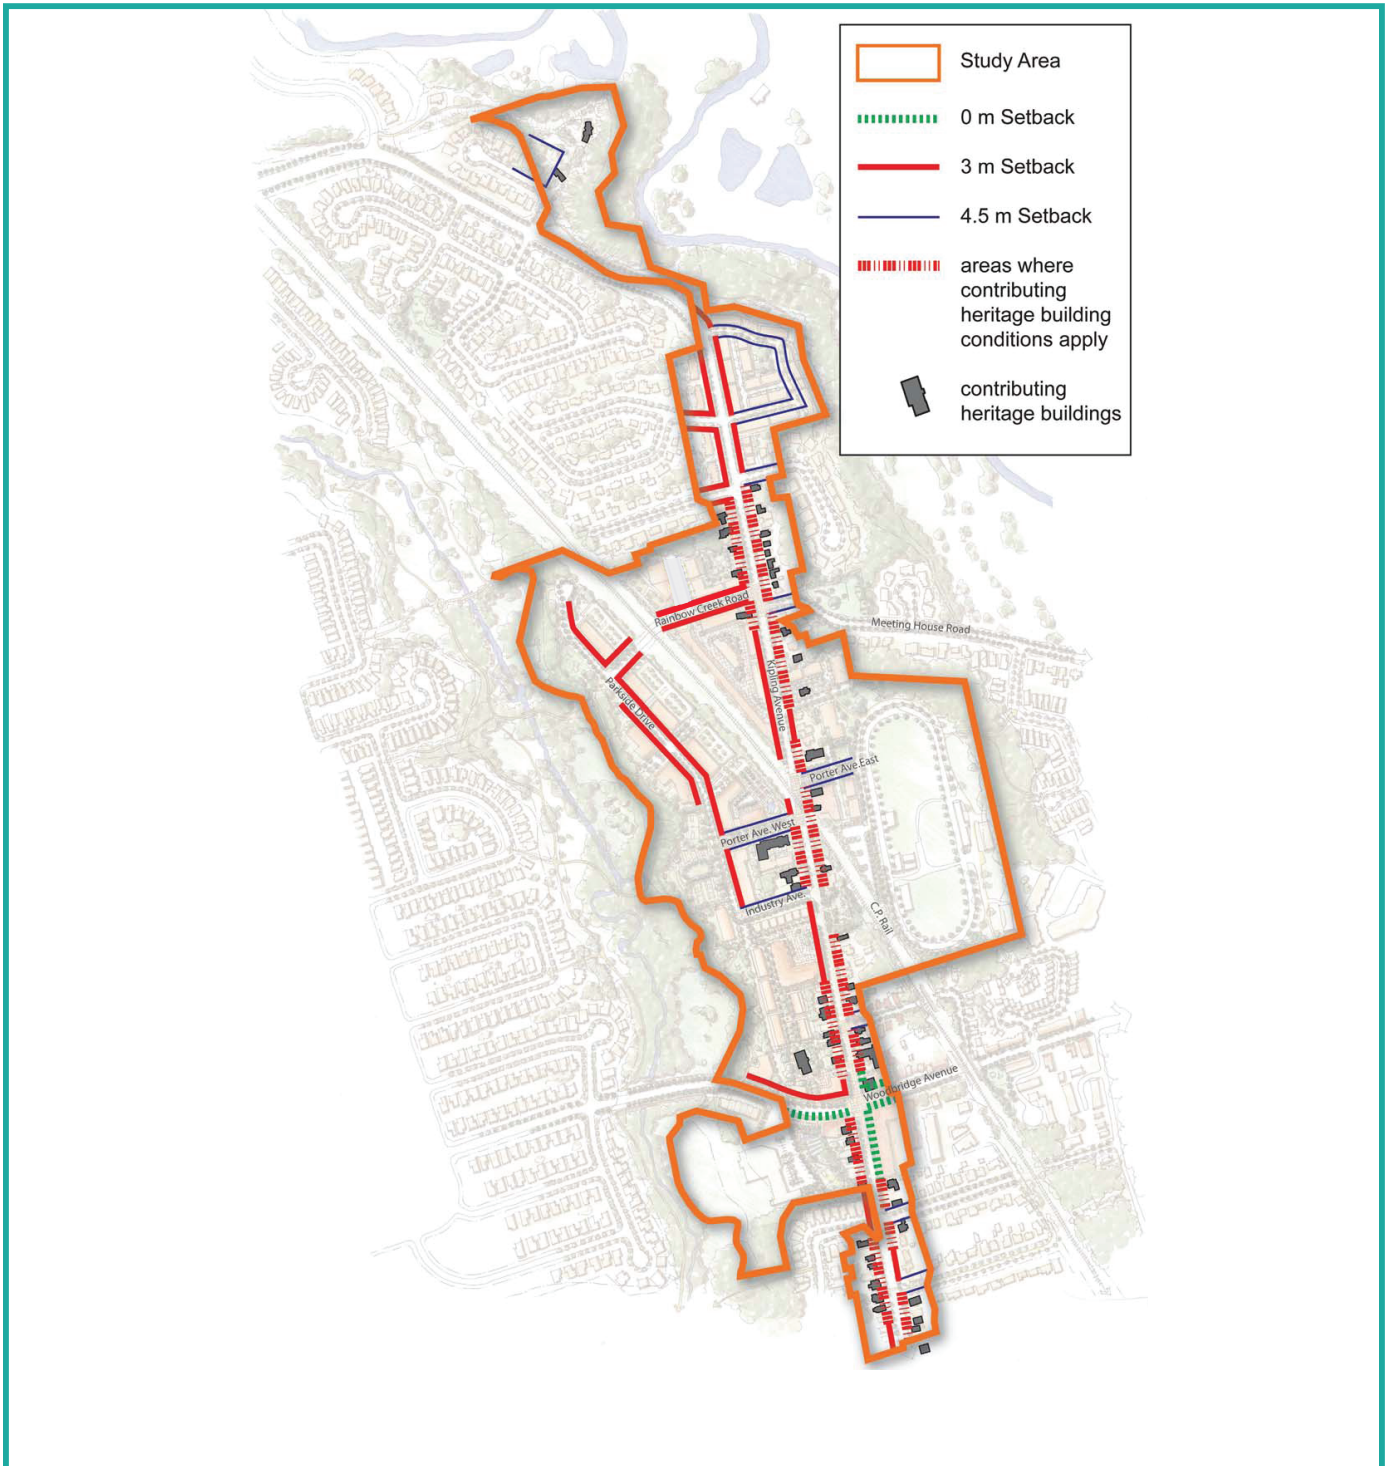 Study Area
0 m Setback
3 m Setback
4.5 m Setback
areas where
contributing
heritage building
conditions apply
contributing
heritage buildings
Rainbow Creek Road
Meeting House Road
Kipling Avenue
Parkside Drive
Porter Ave.East
Porter Ave. West
Industry Ave.
C.P. Rail
Woodbridge Avenue